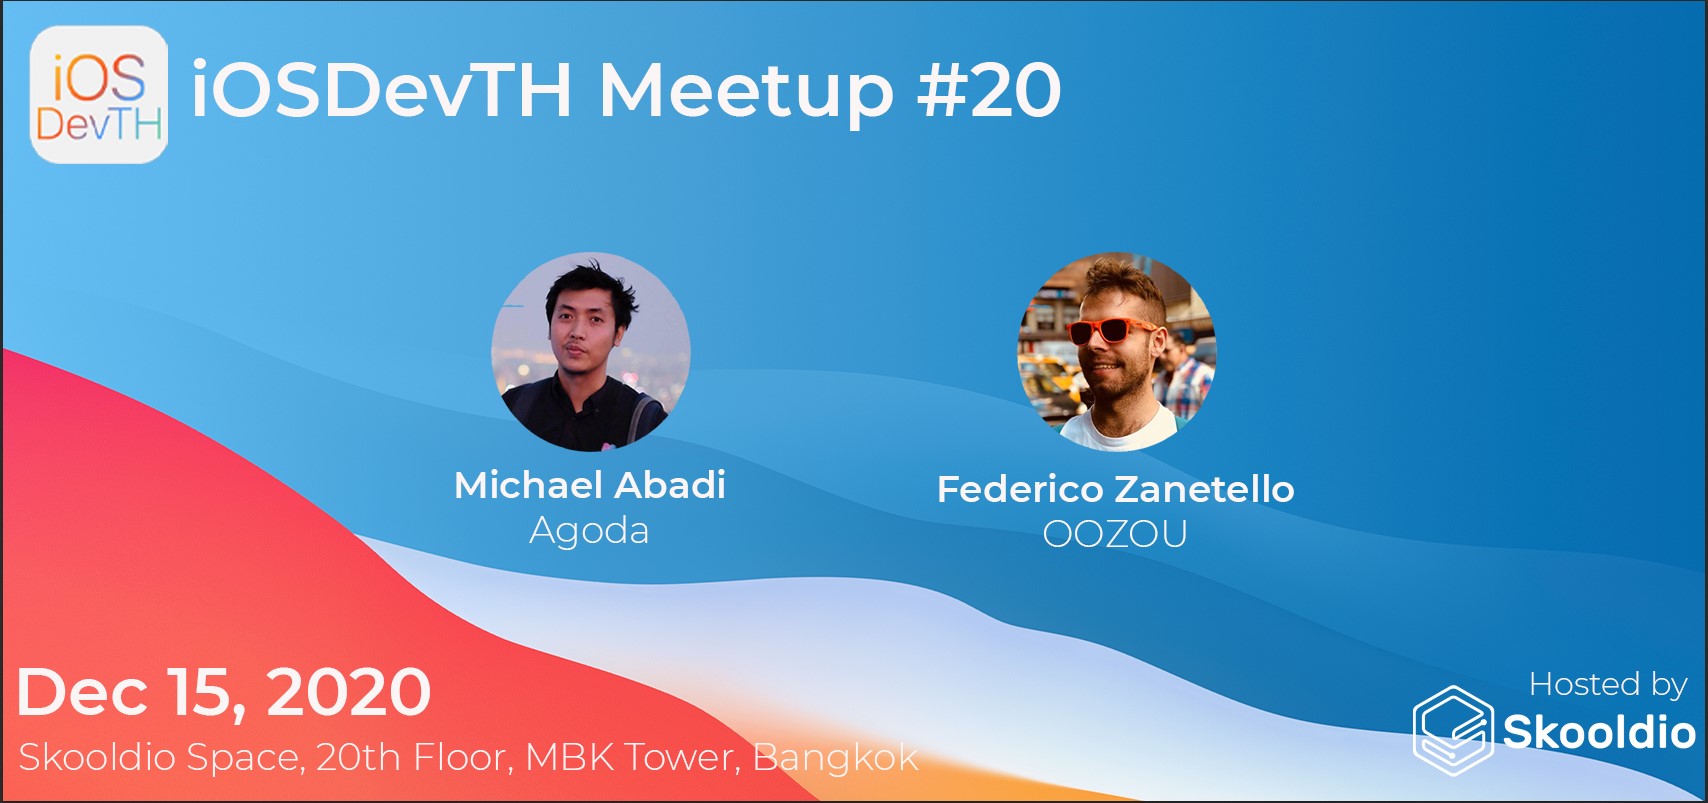 iOS
DevTH
iOSDevTH Meetup #20
Michael Abadi
Agoda
Federico Zanetello
OOZOU
Dec 15, 2020
Skooldio Space, 20th Floor, MBK Tower, Bangkok
Hosted by
Skooldio